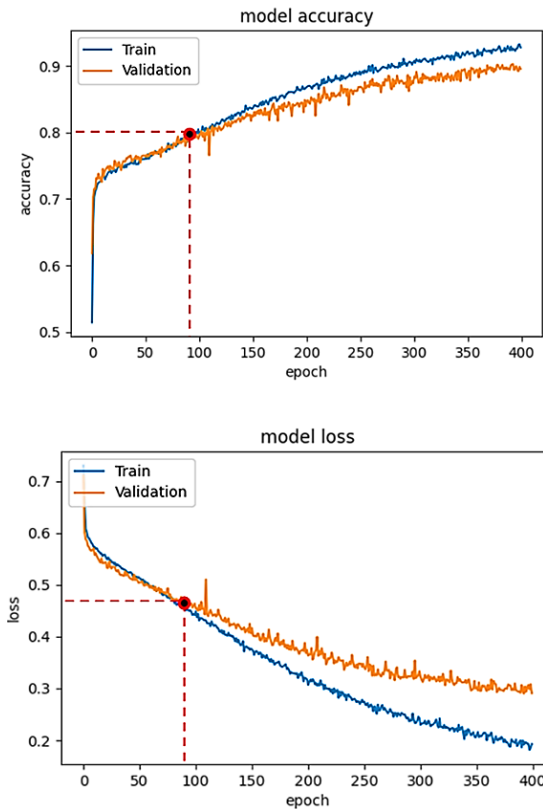 model accuracy
Train
Validation
0.9
0.8
0.7
0.6
0.5
accuracy
0 50 100 150 200 250 300 350 400
epoch
model loss
Train
Validation
0.7
0.6
0.5
0.4
0.3
0.2
loss
0 50 100 150 200 250 300 350 400
epoch